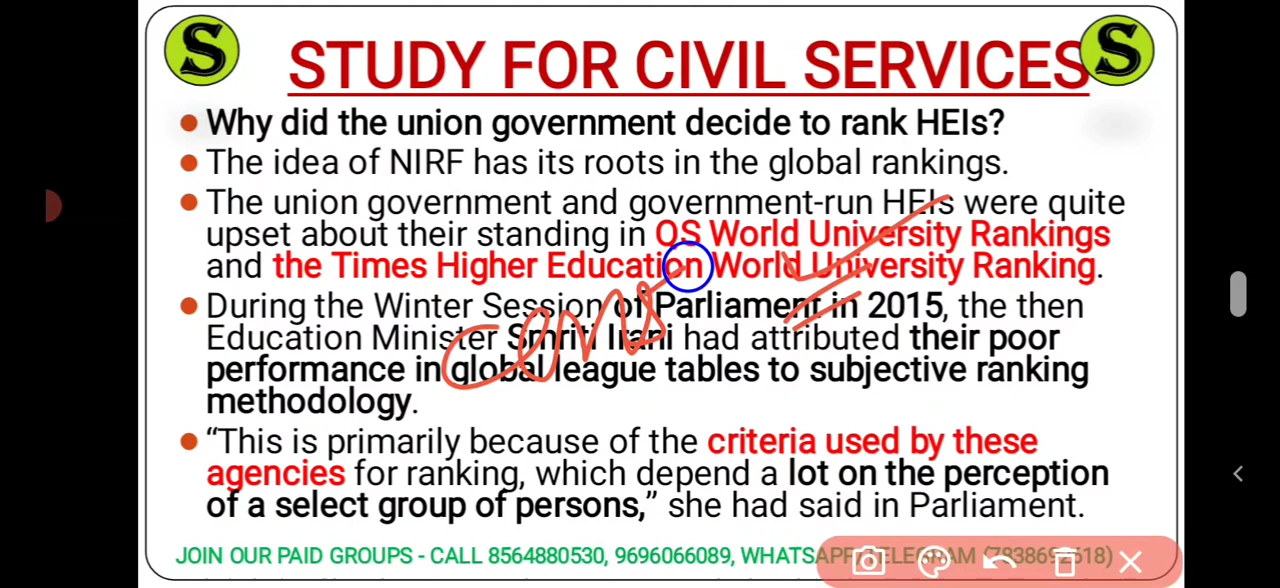 S STUDY FOR CIVIL SERVICES S
• Why did the union government decide to rank HEIs?
• The idea of NIRF has its roots in the global rankings.
• The union government and government-run HEIs were quite
upset about their standing in QS World University Rankings
and the Times Higher Education World University Ranking.
• During the Winter Session of Parliament in 2015, the then
Education Minister Smriti Irani had attributed their poor
performance in global league tables to subjective ranking
methodology.
• “This is primarily because of the criteria used by these
agencies for ranking, which depend a lot on the perception
of a select group of persons,” she had said in Parliament.
JOIN OUR PAID GROUPS - CALL 8564880530, 9696066089, WHATSAPP/TELEGRAM